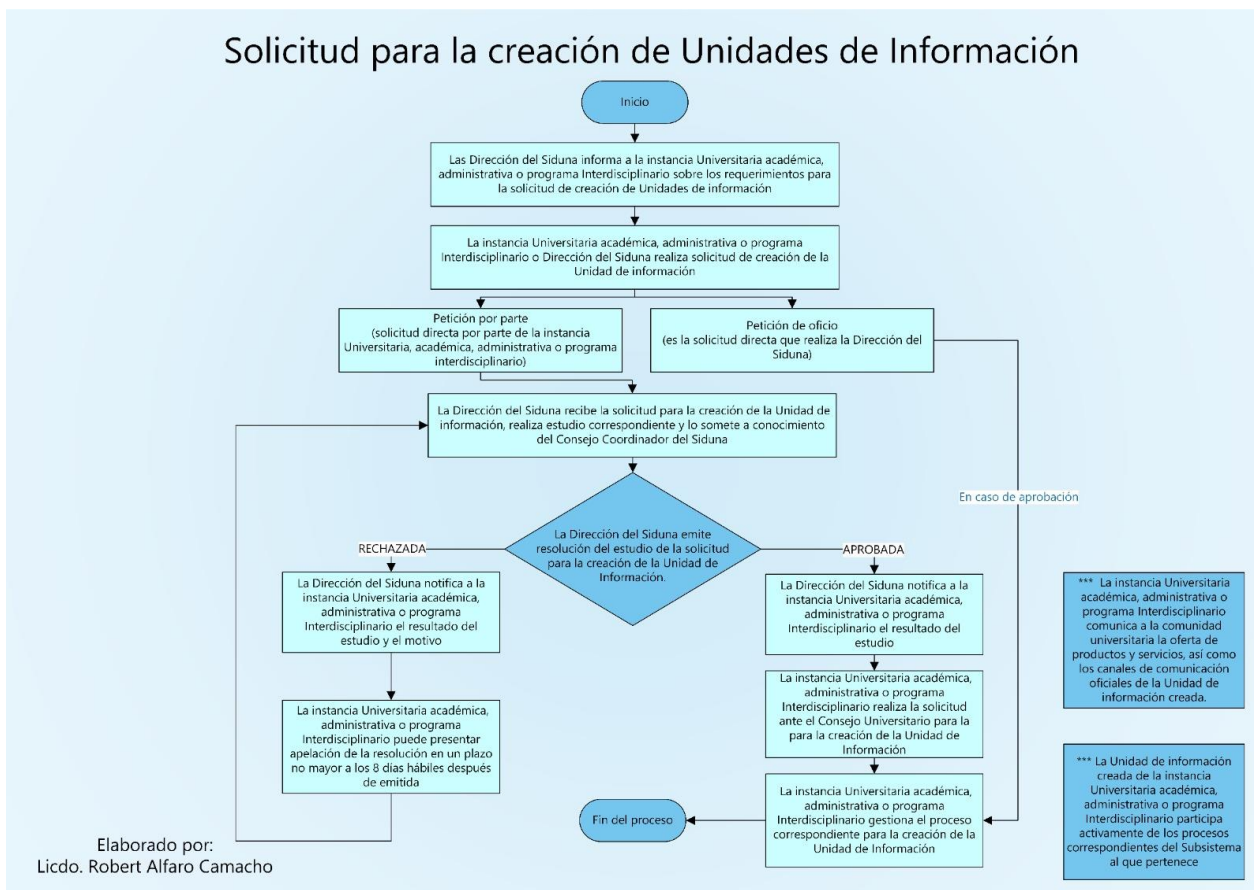 Solicitud para la creación de Unidades de Información
Inicio
Las Dirección del Siduna informa a la instancia Universitaria académica,
administrativa o programa Interdisciplinario sobre los requerimientos para
la solicitud de creación de Unidades de información
La instancia Universitaria académica, administrativa o programa
Interdisciplinario o Dirección del Siduna realiza solicitud de creación de la
Unidad de información
Petición por parte
(solicitud directa por parte de la instancia
Universitaria, académica, administrativa o programa
interdisciplinario)
Petición de oficio
(es la solicitud directa que realiza la Dirección del
Siduna)
La Dirección del Siduna recibe la solicitud para la creación de la Unidad de
información, realiza estudio correspondiente y lo somete a conocimiento
del Consejo Coordinador del Siduna
En caso de aprobación
La Dirección del Siduna emite
resolución del estudio de la solicitud
para la creación de la Unidad de
Información.
RECHAZADA
APROBADA
La Dirección del Siduna notifica a la
instancia Universitaria académica,
administrativa o programa
Interdisciplinario el resultado del
estudio y el motivo
La instancia Universitaria académica,
administrativa o programa
Interdisciplinario puede presentar
apelación de la resolución en un plazo
no mayor a los 8 dias hábiles después
de emitida
La Dirección del Siduna notifica a la
instancia Universitaria académica,
administrativa o programa
Interdisciplinario el resultado del
estudio
La instancia Universitaria académica,
administrativa o programa
Interdisciplinario realiza la solicitud
ante el Consejo Universitario para la
para la creación de la Unidad de
Información
La instancia Universitaria académica,
administrativa o programa
Interdisciplinario gestiona el proceso
correspondiente para la creación de la
Unidad de Información
Fin del proceso
*** La instancia Universitaria
académica, administrativa o
programa Interdisciplinario
comunica a la comunidad
universitaria la oferta de
productos y servicios, así como
los canales de comunicación
oficiales de la Unidad de
información creada.
*** La Unidad de información
creada de la instancia
Universitaria académica,
administrativa o programa
Interdisciplinario participa
activamente de los procesos
correspondientes del Subsistema
al que pertenece
Elaborado por:
Licdo. Robert Alfaro Camacho